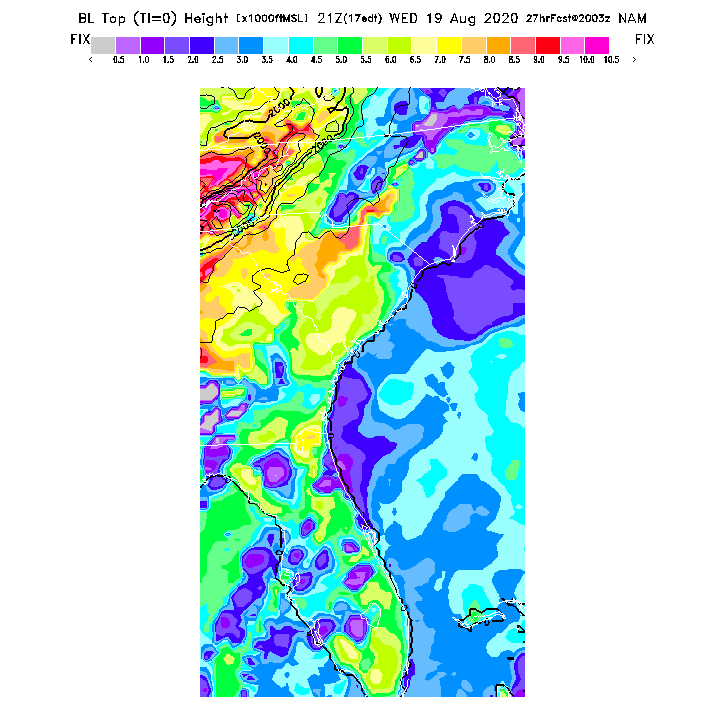 BL Top (TI=0) Height [x1000ftMSL] 21Z(17edt) WED 19 Aug 2020 27hrFcst@2003z NAM
FIX FIX
< 0.5 1.0 1.5 2.0 2.5 3.0 3.5 4.0 4.5 5.0 5.5 6.0 6.5 7.0 7.5 8.0 8.5 9.0 9.5 10.0 10.5 >
2000
2000